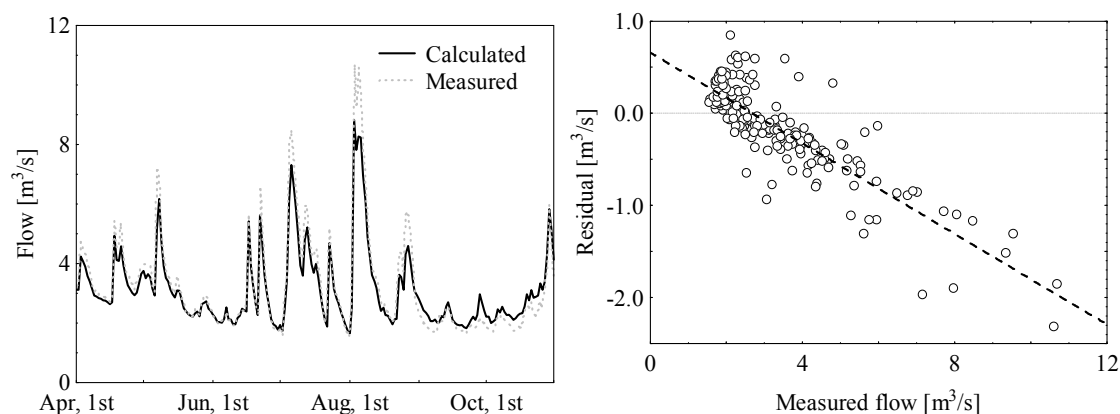 12
8
4
0
Flow [m³/s]
Calculated
Measured
Apr, 1st Jun, 1st Aug, 1st Oct, 1st
1.0
0.0
-1.0
-2.0
Residual [m³/s]
0 4 8 12
Measured flow [m³/s]